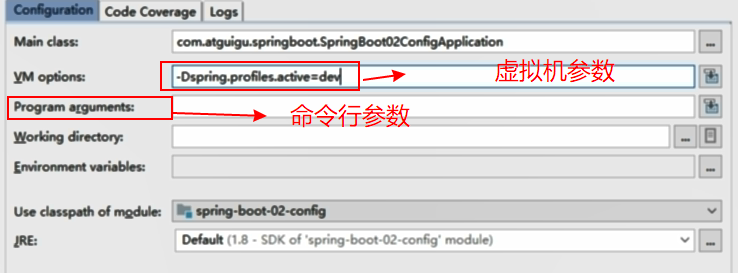 Configuration Code Coverage Logs
Main class: com.atguigu.springboot.SpringBoot02ConfigApplication ...
VM options: -Dspring.profiles.active=dev 虚拟机参数
Program arguments: 命令行参数
Working directory: ...
Environment variables: ...
Use classpath of module: spring-boot-02-config
JRE: Default (1.8 - SDK of 'spring-boot-02-config' module) ...